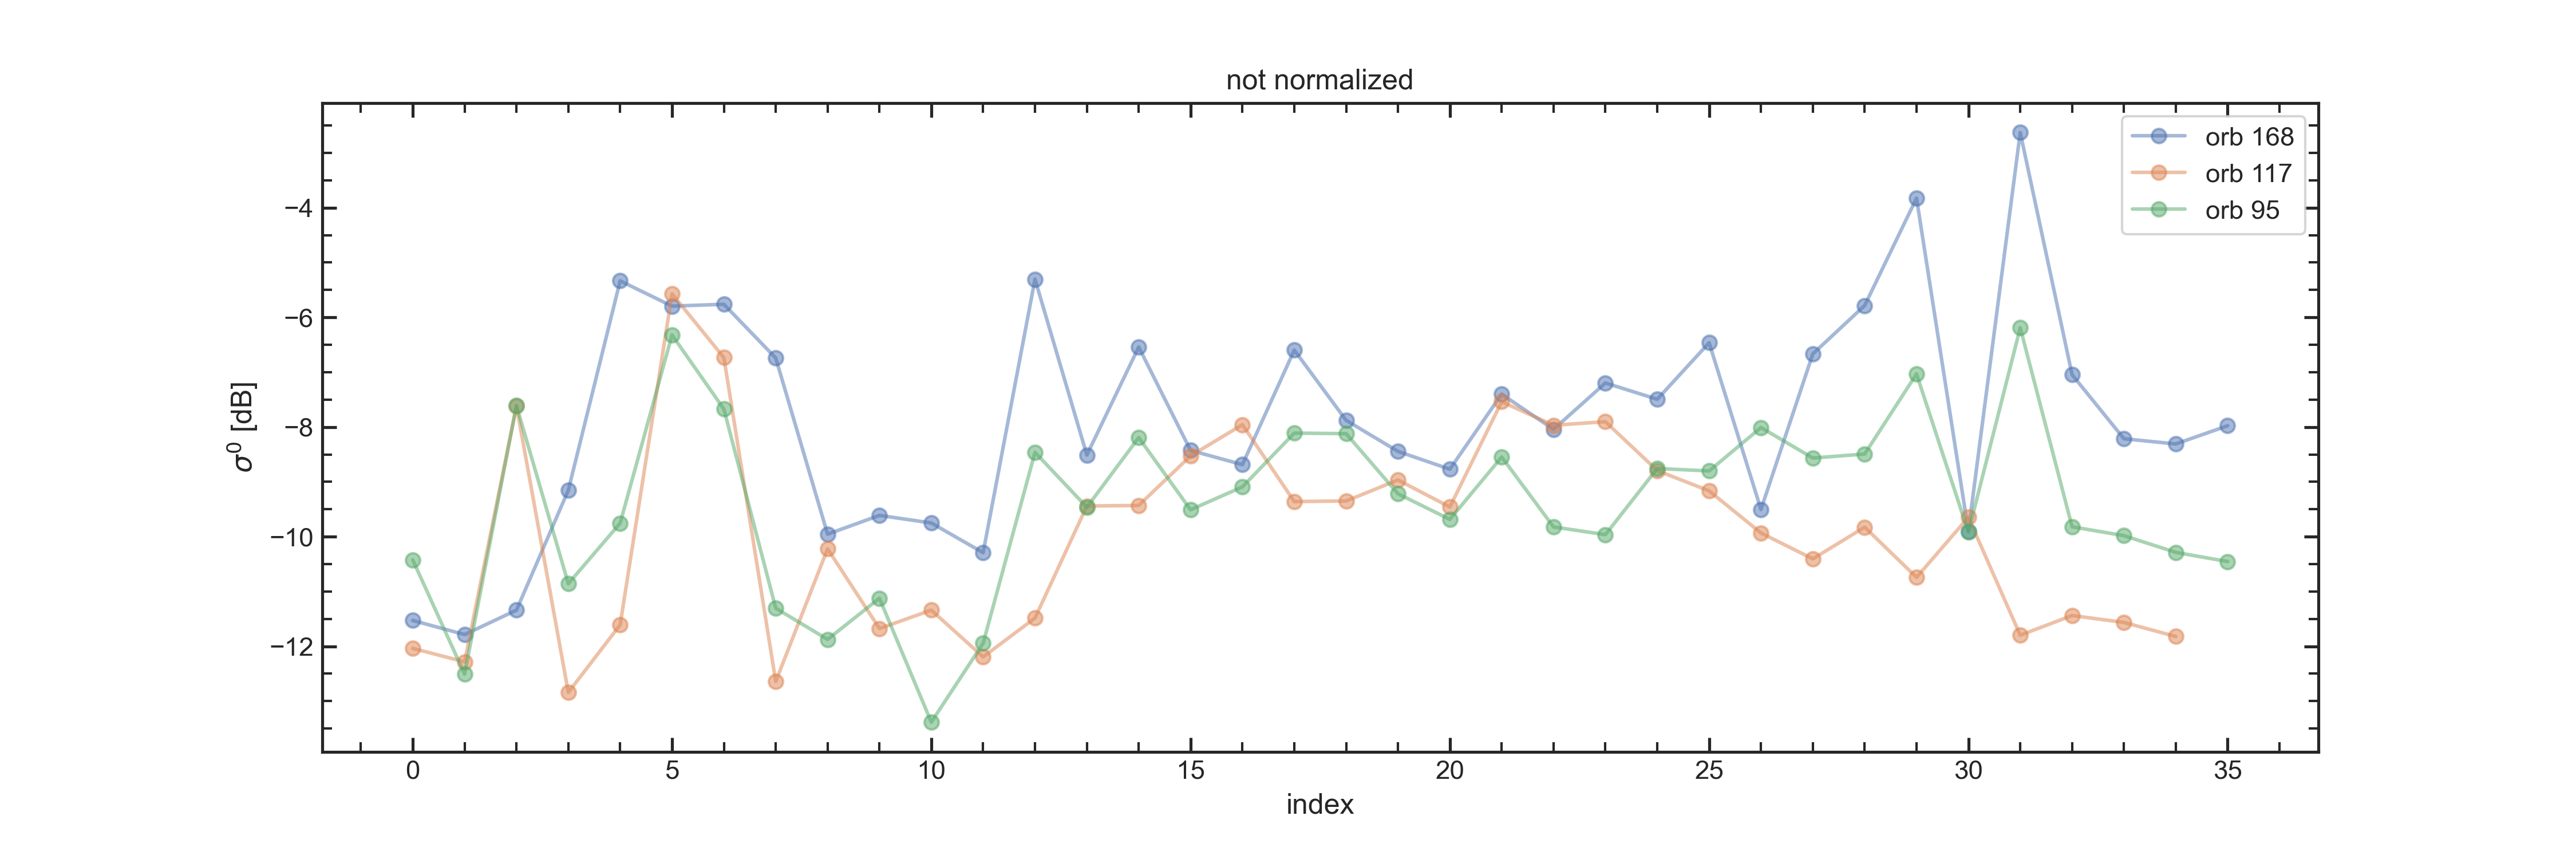 not normalized
orb 168
orb 117
orb 95
−4
−6
−8
−10
−12
σ⁰ [dB]
0 5 10 15 20 25 30 35
index